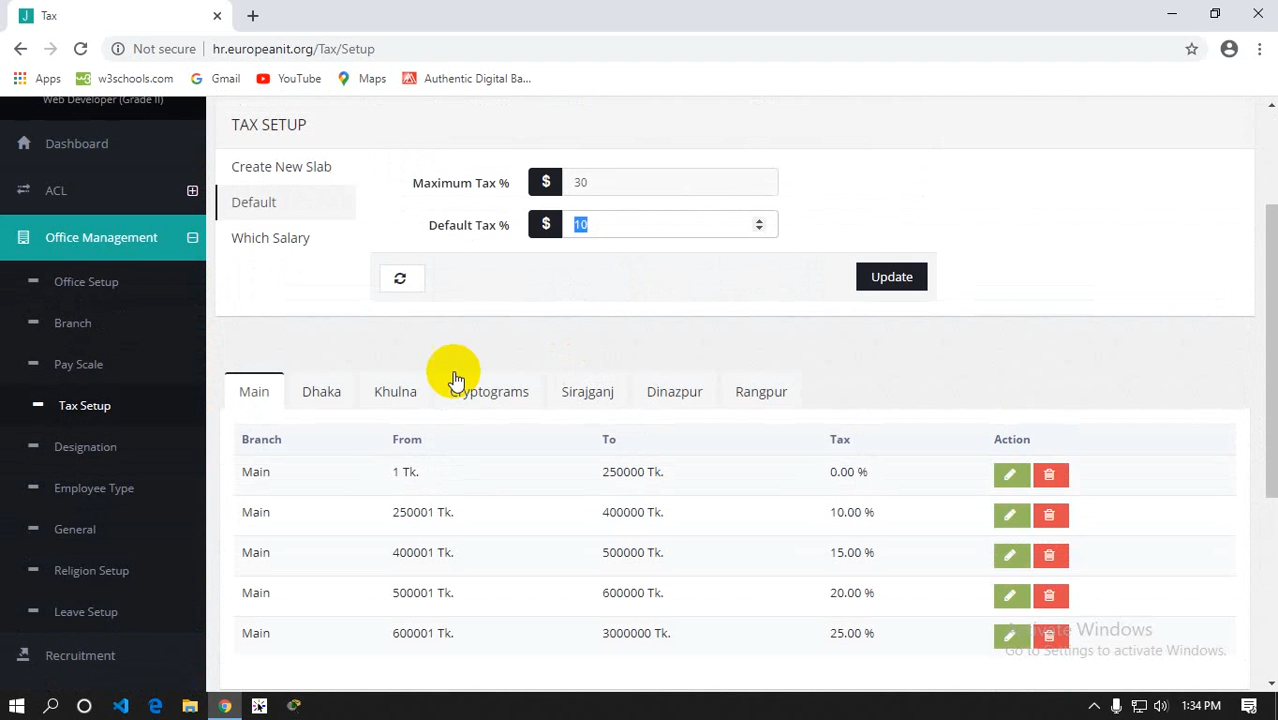 Tax
Not secure hr.europeanit.org/Tax/Setup
Apps w3schools.com Gmail YouTube Maps Authentic Digital Ba...
Web Developer (Grade II)
Dashboard
ACL
Office Management
Office Setup
Branch
Pay Scale
Tax Setup
Designation
Employee Type
General
Religion Setup
Leave Setup
Recruitment
TAX SETUP
Create New Slab
Default
Which Salary
Maximum Tax % $ 30
Default Tax % $ 10
Update
Main Dhaka Khulna Cryptograms Sirajganj Dinazpur Rangpur
Branch From To Tax Action
Main 1 Tk. 250000 Tk. 0.00 %
Main 250001 Tk. 400000 Tk. 10.00 %
Main 400001 Tk. 500000 Tk. 15.00 %
Main 500001 Tk. 600000 Tk. 20.00 %
Main 600001 Tk. 3000000 Tk. 25.00 %
Activate Windows
Go to Settings to activate Windows.
1:34 PM